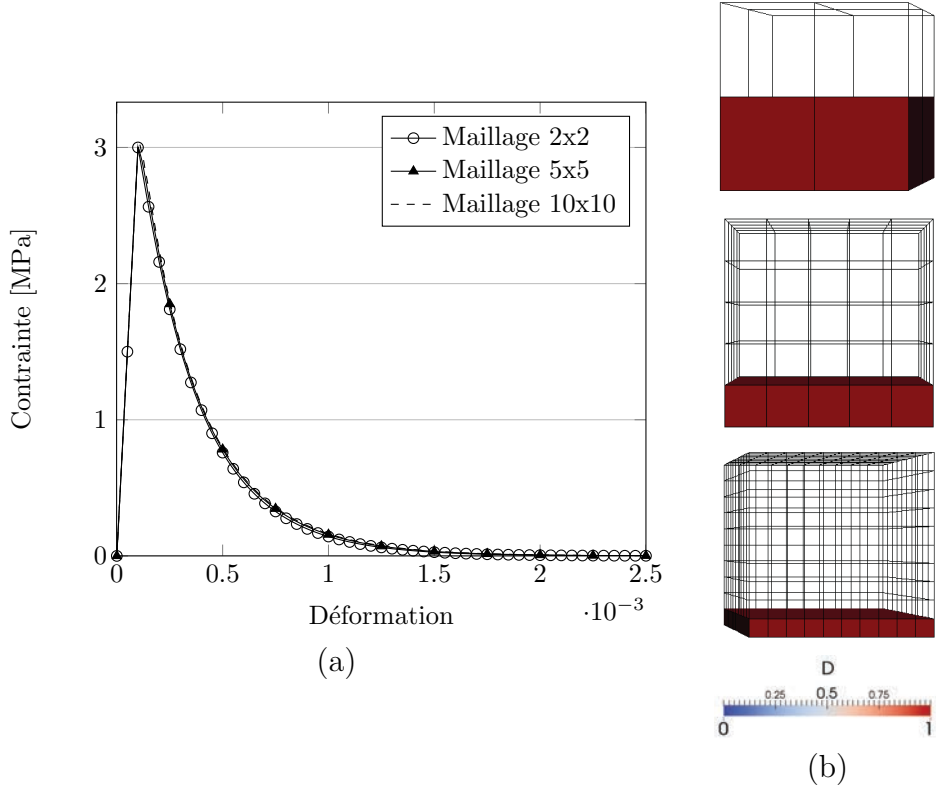 Maillage 2x2
Maillage 5x5
Maillage 10x10
3
2
1
0
Contrainte [MPa]
0 0.5 1 1.5 2 2.5
·10⁻³
Déformation
(a)
D
0.25 0.5 0.75
0 1
(b)